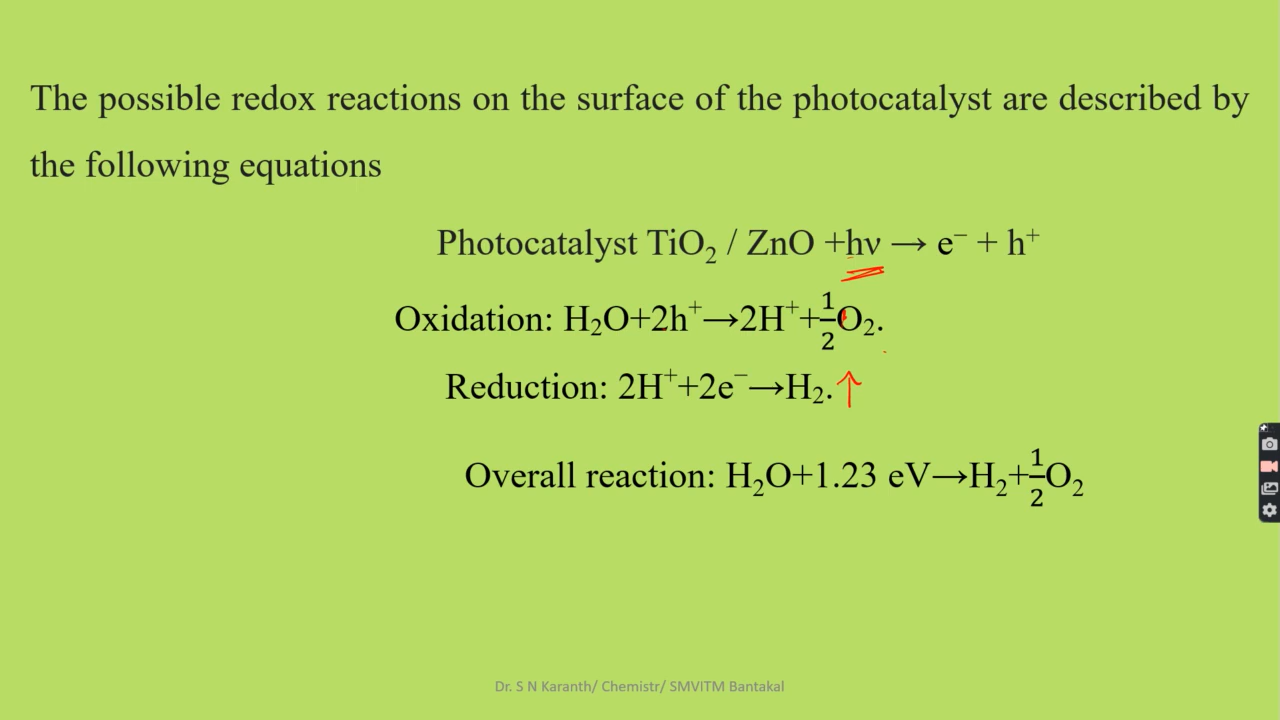 The possible redox reactions on the surface of the photocatalyst are described by
the following equations
Photocatalyst TiO₂ / ZnO +hν → e⁻ + h⁺
Oxidation: H₂O+2h⁺→2H⁺+½O₂.
Reduction: 2H⁺+2e⁻→H₂.↑
Overall reaction: H₂O+1.23 eV→H₂+½O₂
Dr. S N Karanth/ Chemistr/ SMVITM Bantakal